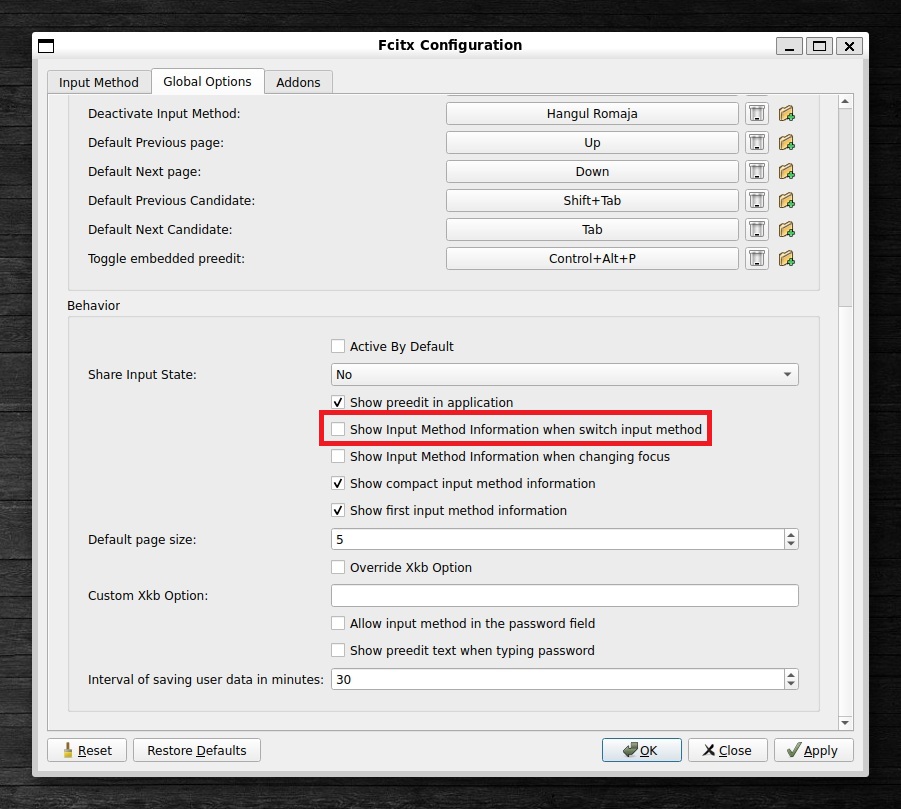 Fcitx Configuration
Input Method Global Options Addons
Deactivate Input Method: Hangul Romaja
Default Previous page: Up
Default Next page: Down
Default Previous Candidate: Shift+Tab
Default Next Candidate: Tab
Toggle embedded preedit: Control+Alt+P
Behavior
Active By Default
Share Input State: No
Show preedit in application
Show Input Method Information when switch input method
Show Input Method Information when changing focus
Show compact input method information
Show first input method information
Default page size: 5
Override Xkb Option
Custom Xkb Option:
Allow input method in the password field
Show preedit text when typing password
Interval of saving user data in minutes: 30
Reset Restore Defaults OK Close Apply